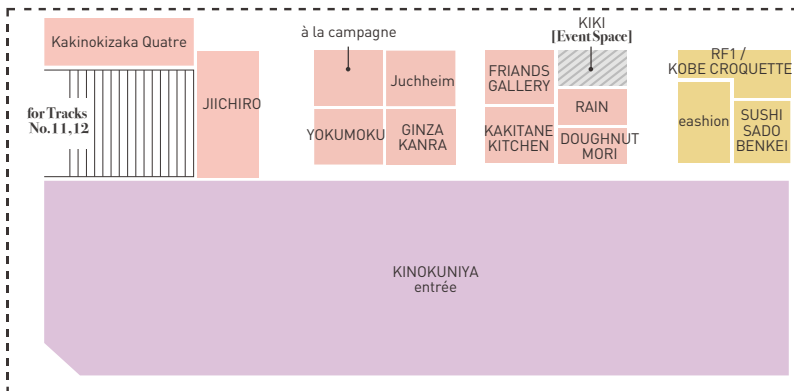 Kakinokizaka Quatre
for Tracks
No.11,12
JIICHIRO
à la campagne
Juchheim
YOKUMOKU
GINZA
KANRA
KIKI
[Event Space]
FRIANDS
GALLERY
RAIN
KAKITANE
KITCHEN
DOUGHNUT
MORI
RF1 /
KOBE CROQUETTE
eashion
SUSHI
SADO
BENKEI
KINOKUNIYA
entrée